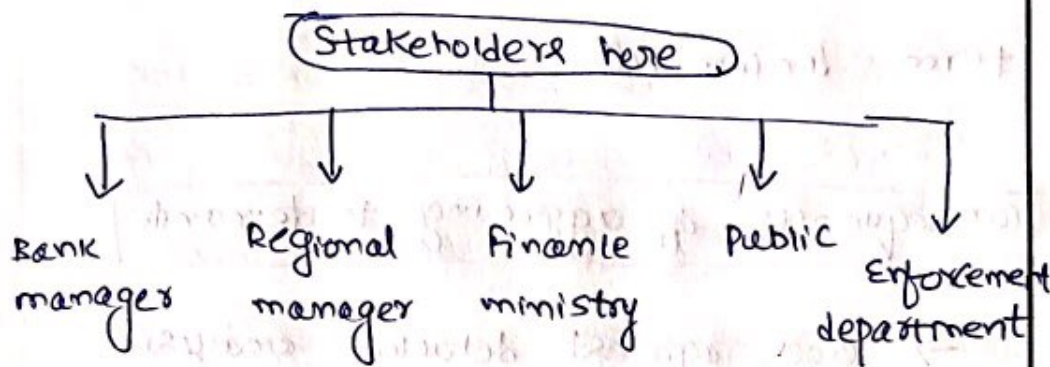 Stakeholders here
Bank manager
Regional manager
Finance ministry
Public
Enforcement department